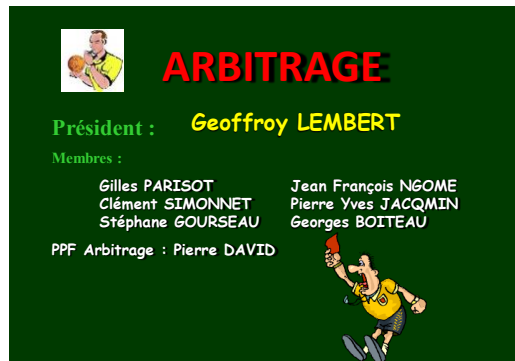 ARBITRAGE
Président : Geoffroy LEMBERT
Membres :
Gilles PARISOT Jean François NGOME
Clément SIMONNET Pierre Yves JACQMIN
Stéphane GOURSEAU Georges BOITEAU
PPF Arbitrage : Pierre DAVID